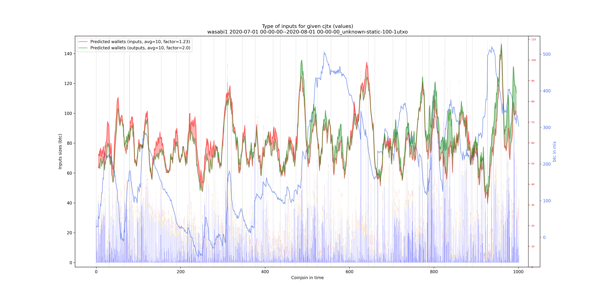 Type of inputs for given cjtx (values)
wasabi1 2020-07-01 00-00-00--2020-08-01 00-00-00_unknown-static-100-1utxo
Predicted wallets (inputs, avg=10, factor=1.23)
Predicted wallets (outputs, avg=10, factor=2.0)
140
120
100
80
60
40
20
0
Inputs sizes (btc)
0
200
400
600
800
1000
Coinjoin in time
500
400
300
200
100
0
btc in mix